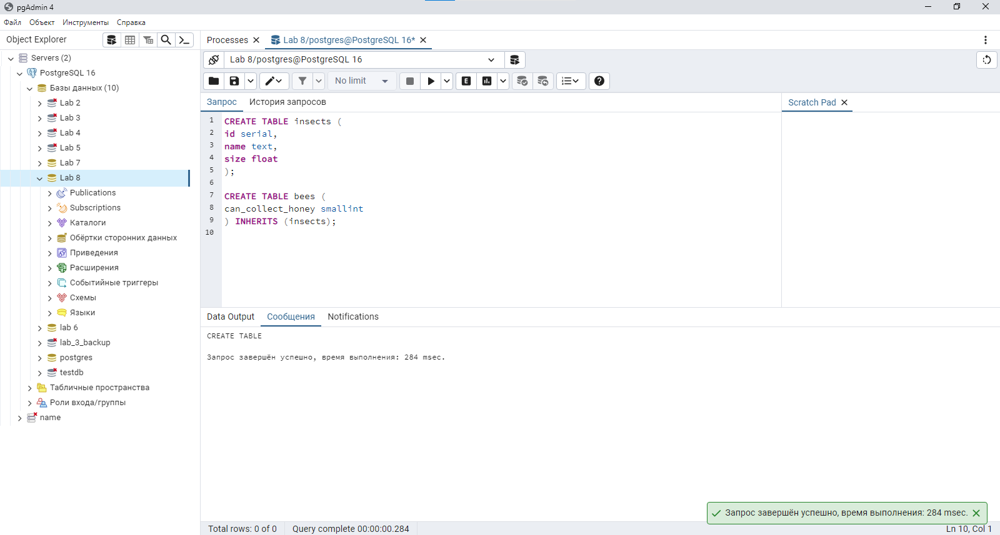 pgAdmin 4
Файл Объект Инструменты Справка
Object Explorer
Servers (2)
PostgreSQL 16
Базы данных (10)
Lab 2
Lab 3
Lab 4
Lab 5
Lab 7
Lab 8
Publications
Subscriptions
Каталоги
Обёртки сторонних данных
Приведения
Расширения
Событийные триггеры
Схемы
Языки
lab 6
lab_3_backup
postgres
testdb
Табличные пространства
Роли входа/группы
name
Processes
Lab 8/postgres@PostgreSQL 16*
Lab 8/postgres@PostgreSQL 16
No limit
E
Запрос История запросов
Scratch Pad
1 CREATE TABLE insects (
2 id serial,
3 name text,
4 size float
5 );
6
7 CREATE TABLE bees (
8 can_collect_honey smallint
9 ) INHERITS (insects);
10
Data Output Сообщения Notifications
CREATE TABLE
Запрос завершён успешно, время выполнения: 284 msec.
Запрос завершён успешно, время выполнения: 284 msec.
Total rows: 0 of 0 Query complete 00:00:00.284 Ln 10, Col 1